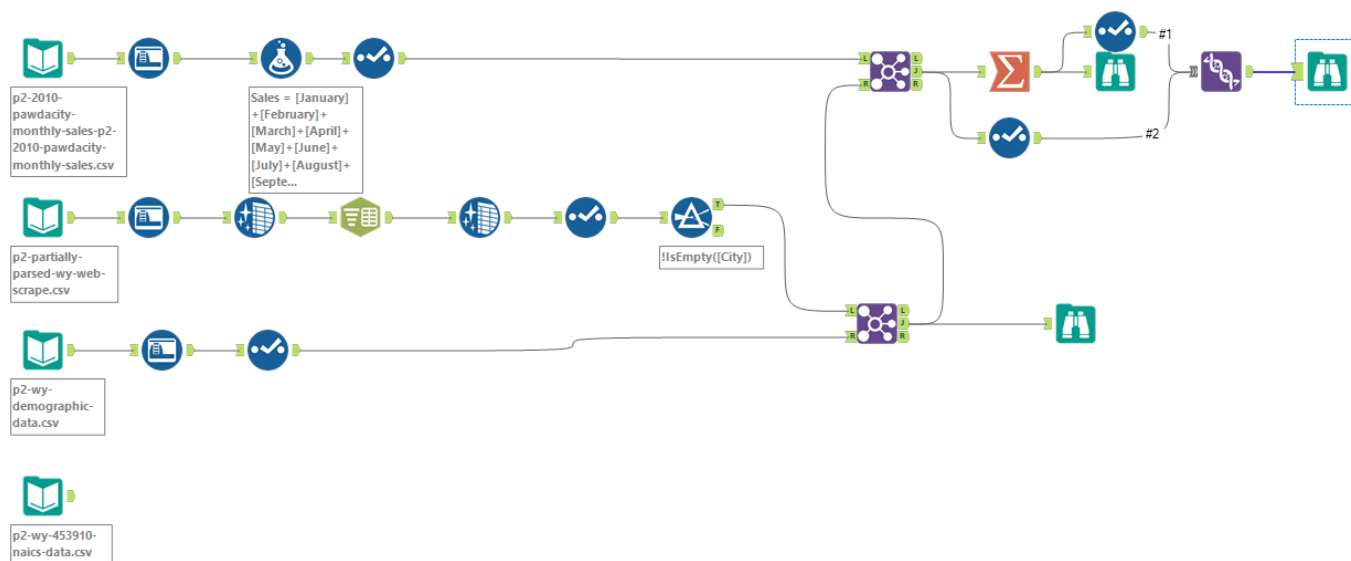 #1
L
L
J
R
R
p2-2010-
pawdacity-
monthly-sales-p2-
2010-pawdacity-
monthly-sales.csv
Sales = [January]
+[February]+
[March]+[April]+
[May]+[June]+
[July]+[August]+
[Septe...
#2
T
F
p2-partially-
parsed-wy-web-
scrape.csv
!IsEmpty([City])
L
L
J
R
R
p2-wy-
demographic-
data.csv
p2-wy-453910-
naics-data.csv